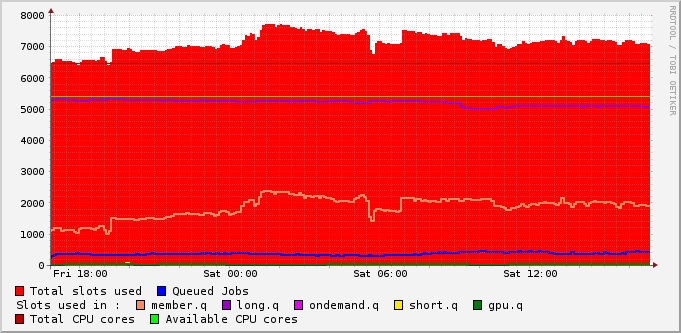 8000
7000
6000
5000
4000
3000
2000
1000
0
Fri 18:00 Sat 00:00 Sat 06:00 Sat 12:00
RRDTOOL / TOBI OETIKER
Total slots used Queued Jobs
Slots used in : member.q long.q ondemand.q short.q gpu.q
Total CPU cores Available CPU cores